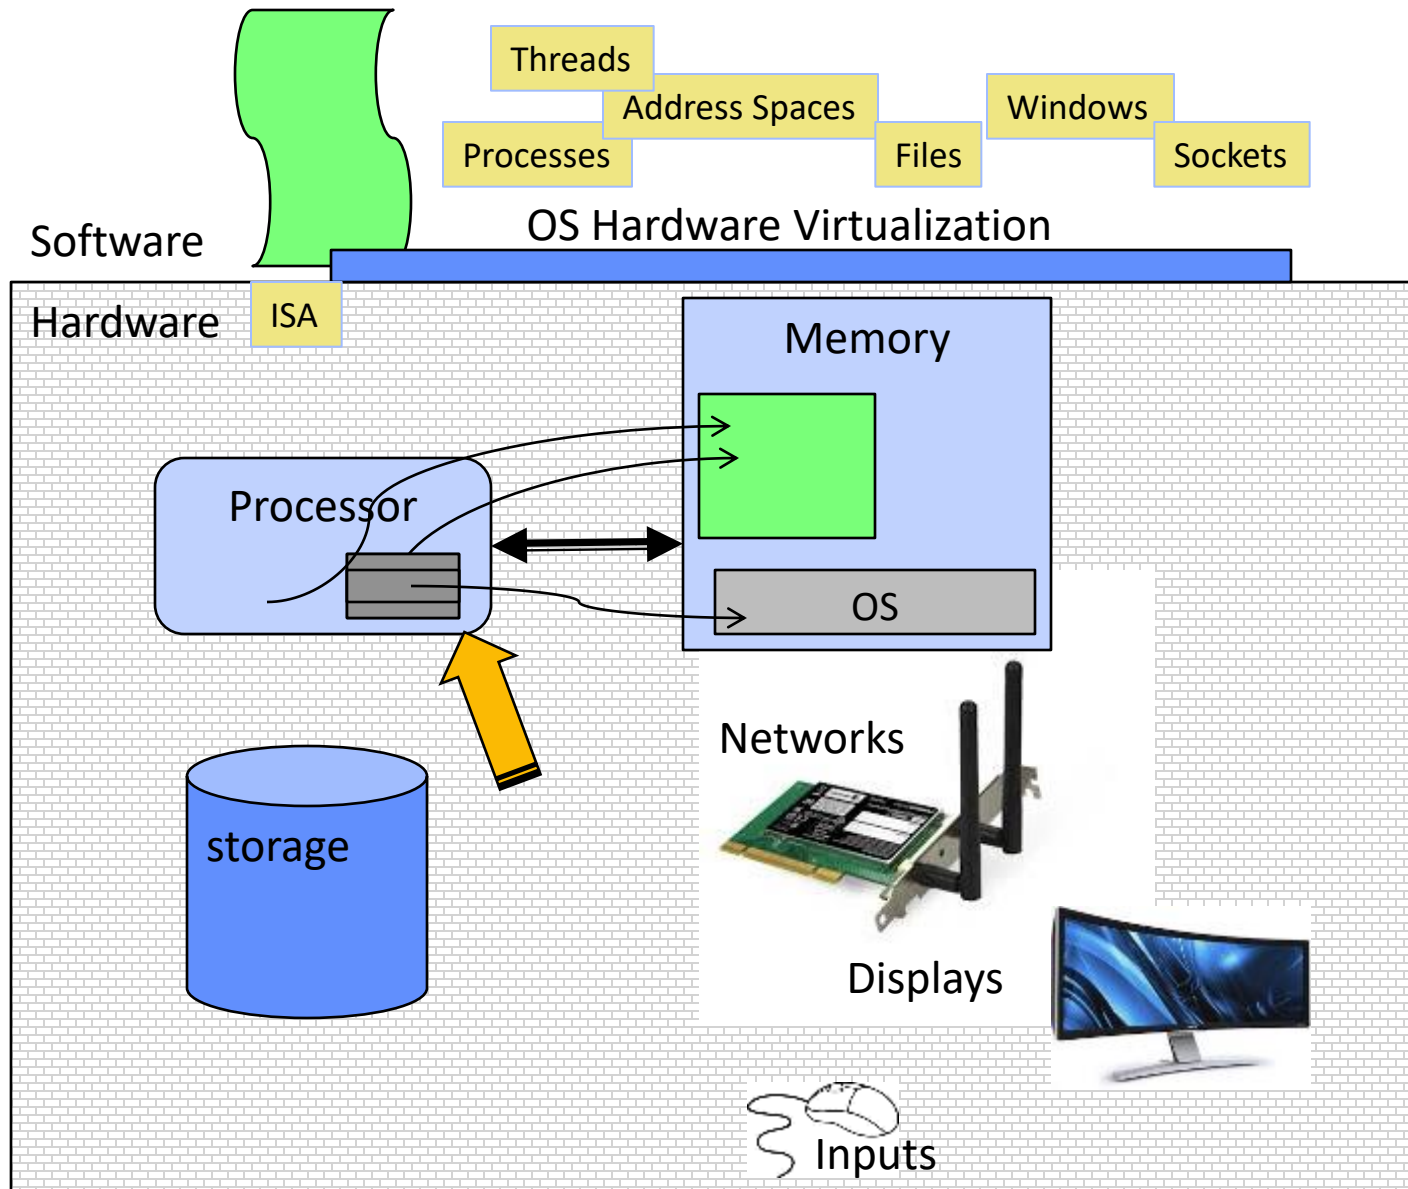 Threads
Address Spaces
Windows
Processes
Files
Sockets
Software
OS Hardware Virtualization
Hardware
ISA
Memory
Processor
OS
Networks
storage
Displays
Inputs